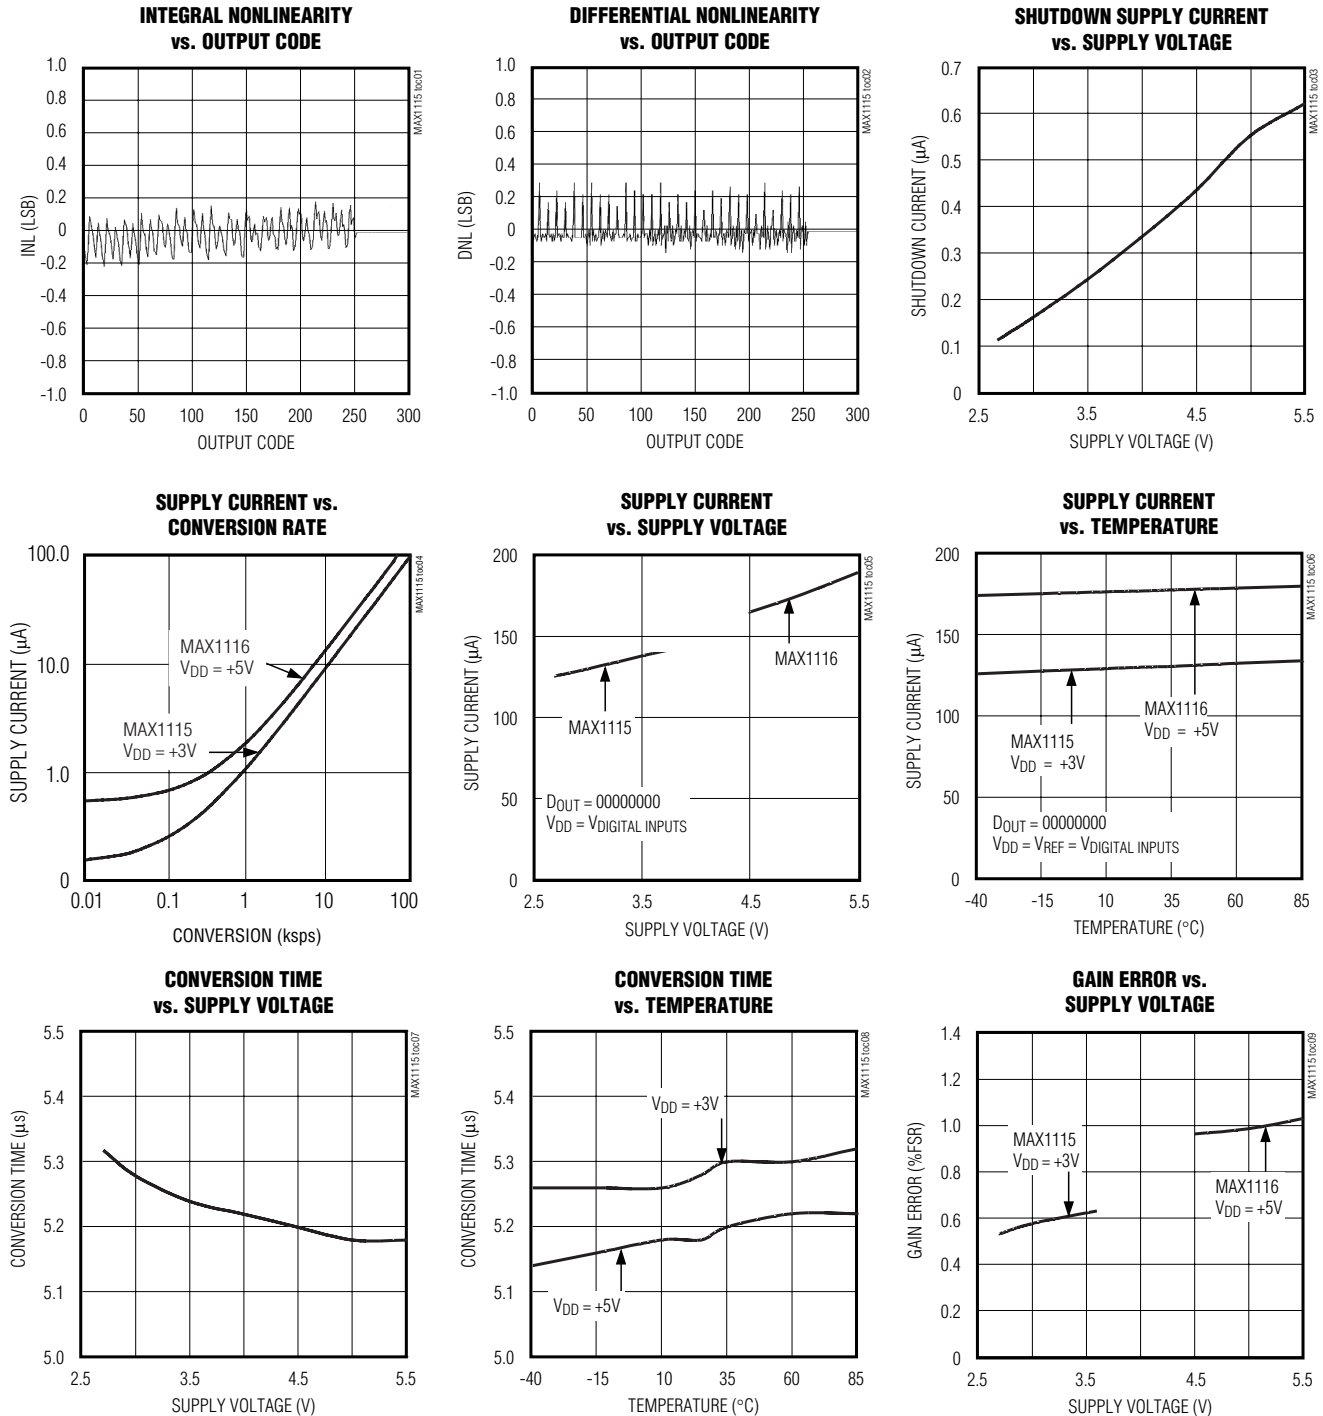 INTEGRAL NONLINEARITY
vs. OUTPUT CODE
1.0
0.8
0.6
0.4
0.2
0
-0.2
-0.4
-0.6
-0.8
-1.0
INL (LSB)
0 50 100 150 200 250 300
OUTPUT CODE
MAX1115 toc01
DIFFERENTIAL NONLINEARITY
vs. OUTPUT CODE
1.0
0.8
0.6
0.4
0.2
0
-0.2
-0.4
-0.6
-0.8
-1.0
DNL (LSB)
0 50 100 150 200 250 300
OUTPUT CODE
MAX1115 toc02
SHUTDOWN SUPPLY CURRENT
vs. SUPPLY VOLTAGE
0.7
0.6
0.5
0.4
0.3
0.2
0.1
0
SHUTDOWN CURRENT (µA)
2.5 3.5 4.5 5.5
SUPPLY VOLTAGE (V)
MAX1115 toc03
SUPPLY CURRENT vs.
CONVERSION RATE
100.0
10.0
1.0
0
SUPPLY CURRENT (µA)
MAX1116
VDD = +5V
MAX1115
VDD = +3V
0.01 0.1 1 10 100
CONVERSION (ksps)
MAX1115 toc04
SUPPLY CURRENT
vs. SUPPLY VOLTAGE
200
150
100
50
0
SUPPLY CURRENT (µA)
MAX1116
MAX1115
DOUT = 00000000
VDD = VDIGITAL INPUTS
2.5 3.5 4.5 5.5
SUPPLY VOLTAGE (V)
MAX1115 toc05
SUPPLY CURRENT
vs. TEMPERATURE
200
150
100
50
0
SUPPLY CURRENT (µA)
MAX1116
VDD = +5V
MAX1115
VDD = +3V
DOUT = 00000000
VDD = VREF = VDIGITAL INPUTS
-40 -15 10 35 60 85
TEMPERATURE (°C)
MAX1115 toc06
CONVERSION TIME
vs. SUPPLY VOLTAGE
5.5
5.4
5.3
5.2
5.1
5.0
CONVERSION TIME (µs)
2.5 3.5 4.5 5.5
SUPPLY VOLTAGE (V)
MAX1115 toc07
CONVERSION TIME
vs. TEMPERATURE
5.5
5.4
5.3
5.2
5.1
5.0
CONVERSION TIME (µs)
VDD = +3V
VDD = +5V
-40 -15 10 35 60 85
TEMPERATURE (°C)
MAX1115 toc08
GAIN ERROR vs.
SUPPLY VOLTAGE
1.4
1.2
1.0
0.8
0.6
0.4
0.2
0
GAIN ERROR (%FSR)
MAX1115
VDD = +3V
MAX1116
VDD = +5V
2.5 3.5 4.5 5.5
SUPPLY VOLTAGE (V)
MAX1115 toc09